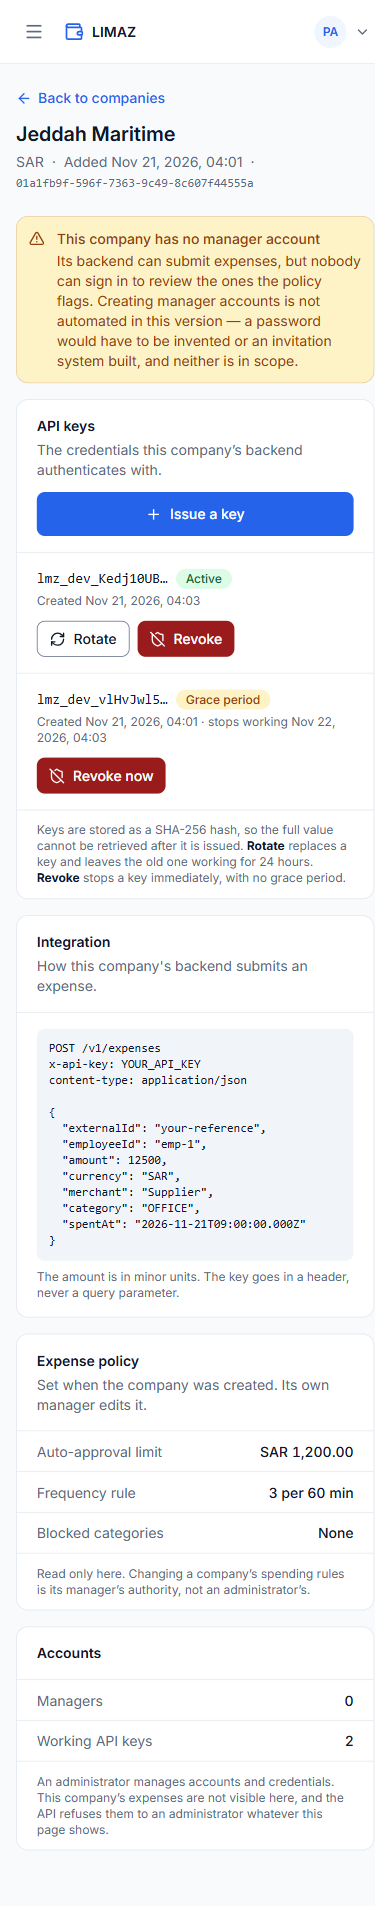 LIMAZ
PA
Back to companies
Jeddah Maritime
SAR · Added Nov 21, 2026, 04:01 ·
01a1fb9f-596f-7363-9c49-8c607f44555a
This company has no manager account
Its backend can submit expenses, but nobody
can sign in to review the ones the policy
flags. Creating manager accounts is not
automated in this version — a password
would have to be invented or an invitation
system built, and neither is in scope.
API keys
The credentials this company’s backend
authenticates with.
Issue a key
lmz_dev_Kedj10UB… Active
Created Nov 21, 2026, 04:03
Rotate Revoke
lmz_dev_vlHvJwl5… Grace period
Created Nov 21, 2026, 04:01 · stops working Nov 22,
2026, 04:03
Revoke now
Keys are stored as a SHA-256 hash, so the full value
cannot be retrieved after it is issued. Rotate replaces a
key and leaves the old one working for 24 hours.
Revoke stops a key immediately, with no grace period.
Integration
How this company's backend submits an
expense.
POST /v1/expenses
x-api-key: YOUR_API_KEY
content-type: application/json
{
"externalId": "your-reference",
"employeeId": "emp-1",
"amount": 12500,
"currency": "SAR",
"merchant": "Supplier",
"category": "OFFICE",
"spentAt": "2026-11-21T09:00:00.000Z"
}
The amount is in minor units. The key goes in a header,
never a query parameter.
Expense policy
Set when the company was created. Its own
manager edits it.
Auto-approval limit SAR 1,200.00
Frequency rule 3 per 60 min
Blocked categories None
Read only here. Changing a company’s spending rules
is its manager’s authority, not an administrator’s.
Accounts
Managers 0
Working API keys 2
An administrator manages accounts and credentials.
This company’s expenses are not visible here, and the
API refuses them to an administrator whatever this
page shows.